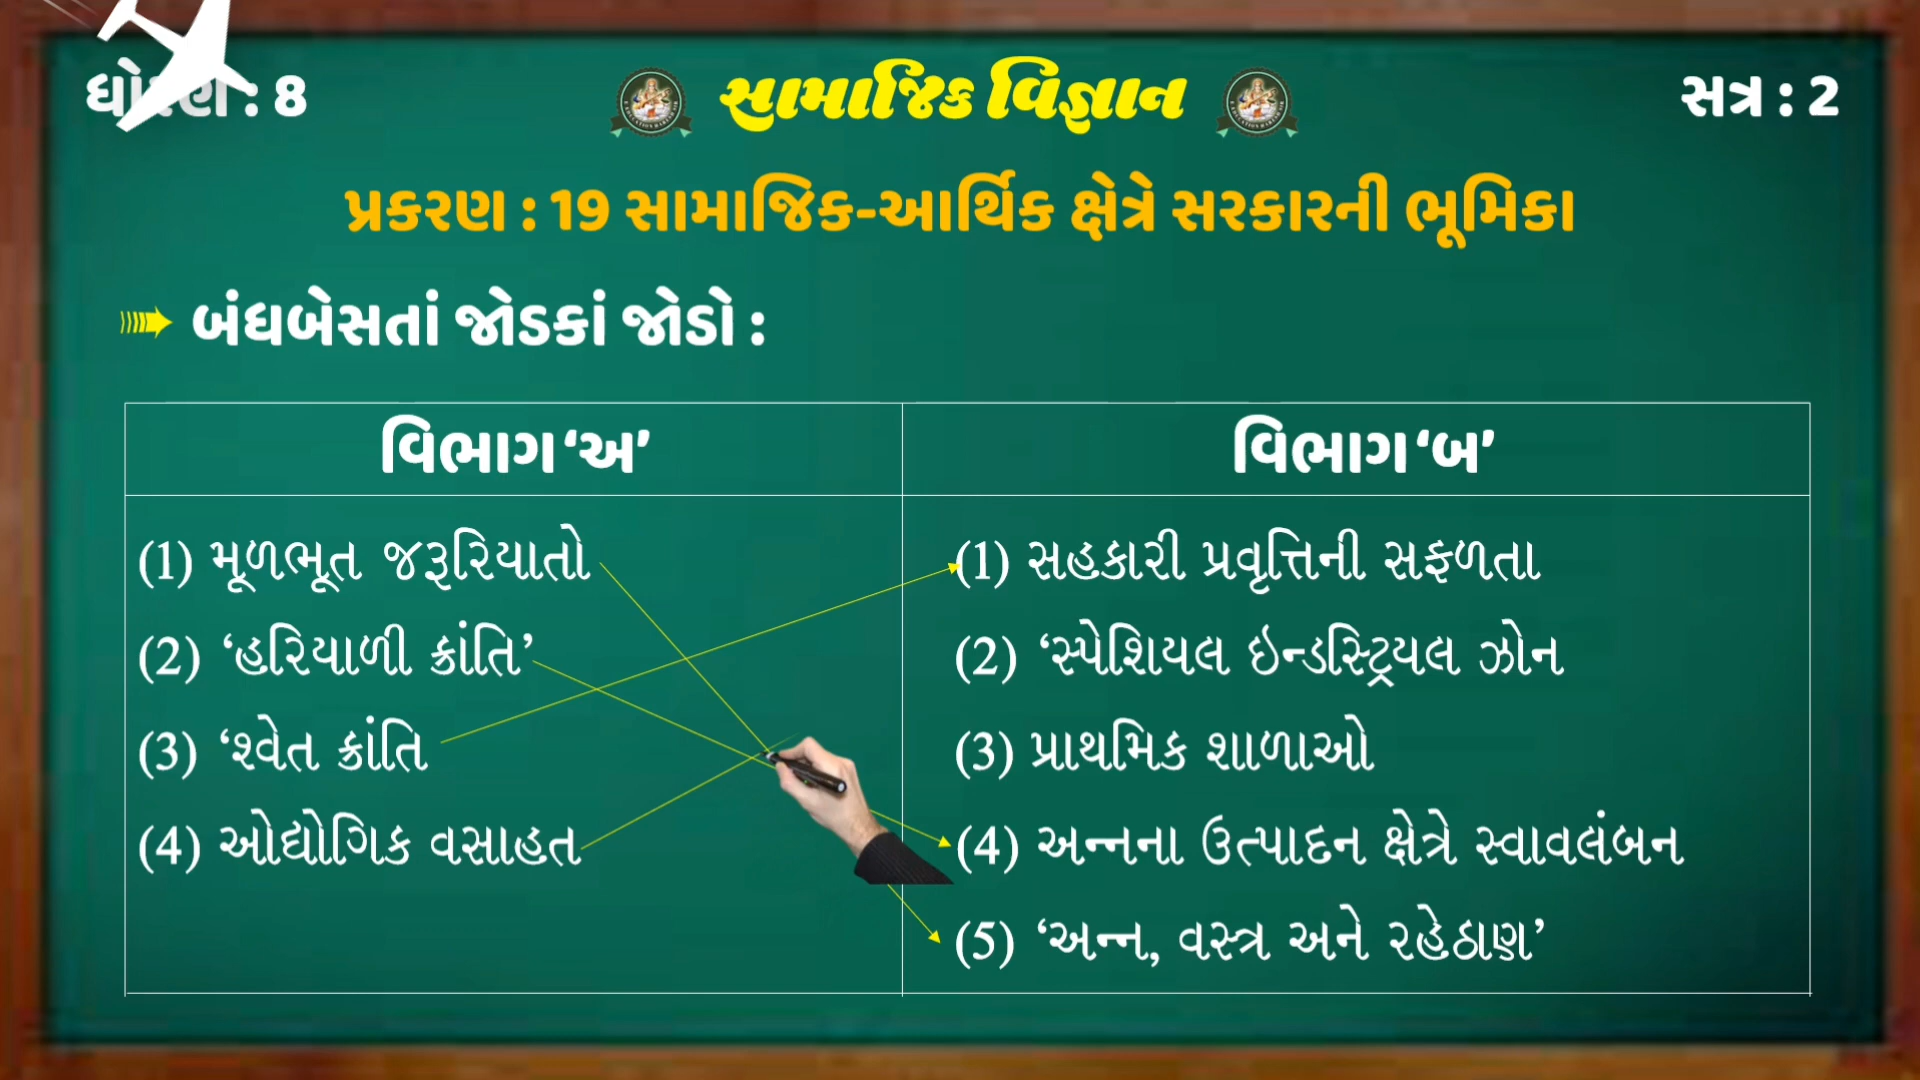 : 8
સામાજિક વિજ્ઞાન
સત્ર : 2
પ્રકરણ : 19 સામાજિક-આર્થિક ક્ષેત્રે સરકારની ભૂમિકા
બંધબેસતાં જોડકાં જોડો :
વિભાગ ‘અ’
વિભાગ ‘બ’
(1) મૂળભૂત જરૂરિયાતો
(1) સહકારી પ્રવૃત્તિની સફળતા
(2) ‘હરિયાળી ક્રાંતિ’
(2) ‘સ્પેશિયલ ઇન્ડસ્ટ્રિયલ ઝોન
(3) ‘શ્વેત ક્રાંતિ
(3) પ્રાથમિક શાળાઓ
(4) ઓદ્યોગિક વસાહત
(4) અન્નના ઉત્પાદન ક્ષેત્રે સ્વાવલંબન
(5) ‘અન્ન, વસ્ત્ર અને રહેઠાણ’